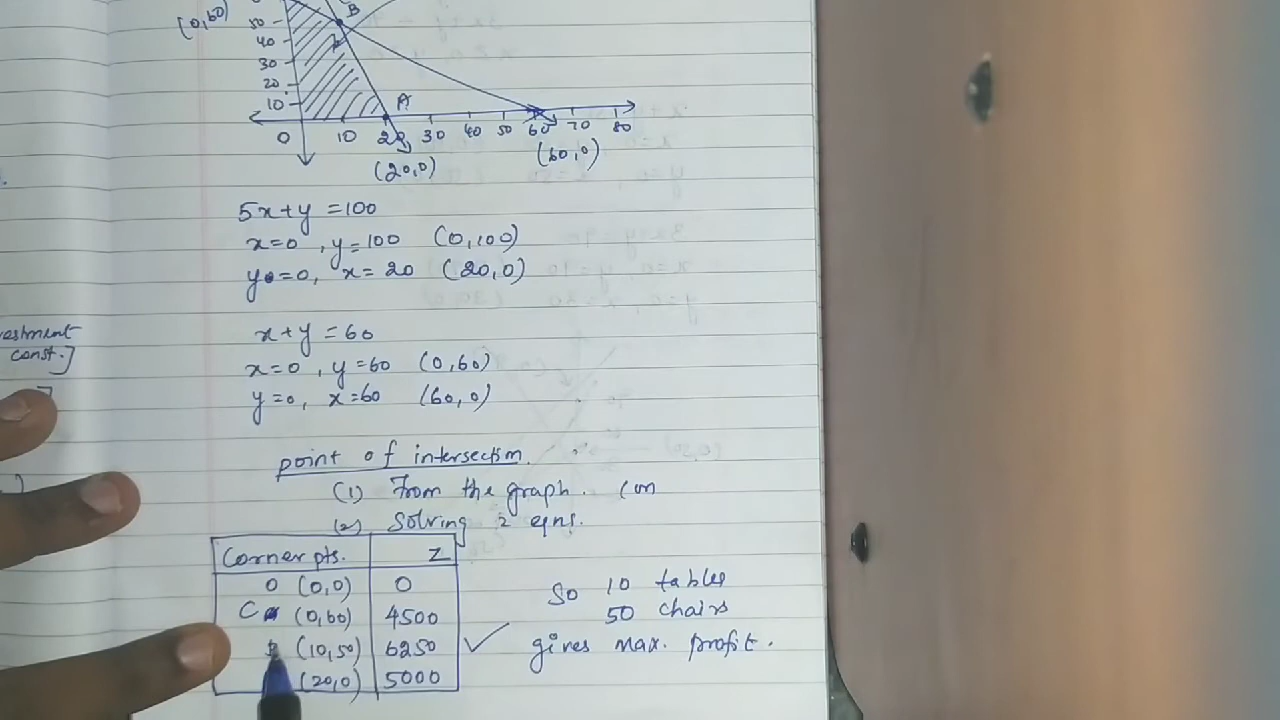 (0,60)
50
B
40
30
20
10
A
0 10 20 30 40 50 60 70 80
(20,0)
(60,0)
5x+y=100
x=0, y=100 (0,100)
y=0, x=20 (20,0)
estment
const.]
x+y=60
x=0, y=60 (0,60)
y=0, x=60 (60,0)
]
point of intersection.
(1) From the graph. (on
(2) Solving 2 eqns.
Corner pts. Z
O (0,0) 0
C (0,60) 4500
(10,50) 6250 ✓
(20,0) 5000
So 10 tables
50 chairs
gives max. profit.